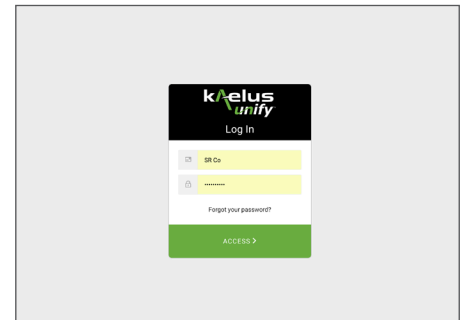 kAelus
unify
Log In
SR Co
••••••••••
Forgot your password?
ACCESS >